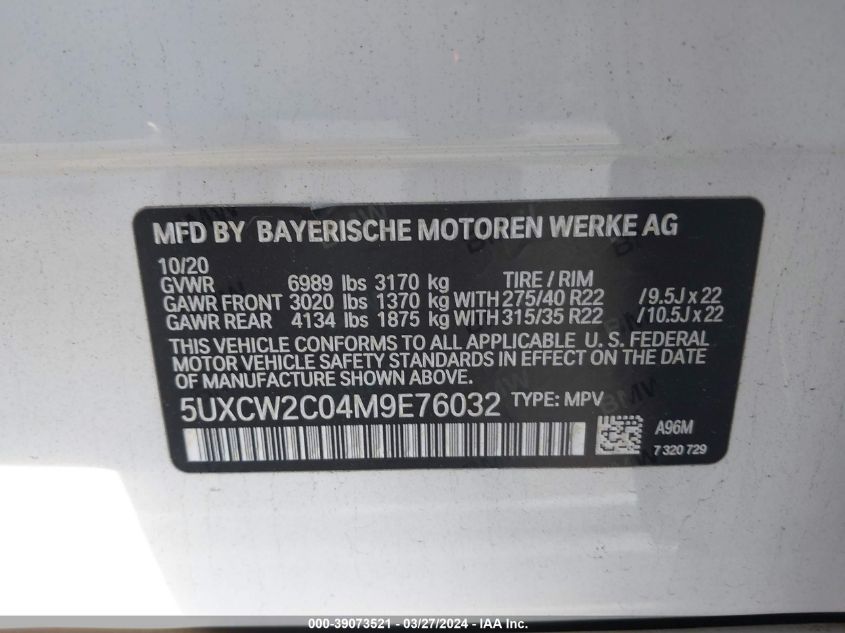 MFD BY BAYERISCHE MOTOREN WERKE AG
10/20
GVWR 6989 lbs 3170 kg TIRE / RIM
GAWR FRONT 3020 lbs 1370 kg WITH 275/40 R22 /9.5J x 22
GAWR REAR 4134 lbs 1875 kg WITH 315/35 R22 /10.5J x 22
THIS VEHICLE CONFORMS TO ALL APPLICABLE U. S. FEDERAL
MOTOR VEHICLE SAFETY STANDARDS IN EFFECT ON THE DATE
OF MANUFACTURE SHOWN ABOVE.
5UXCW2C04M9E76032 TYPE: MPV
A96M
7 320 729
000-39073521 - 03/27/2024 - IAA Inc.